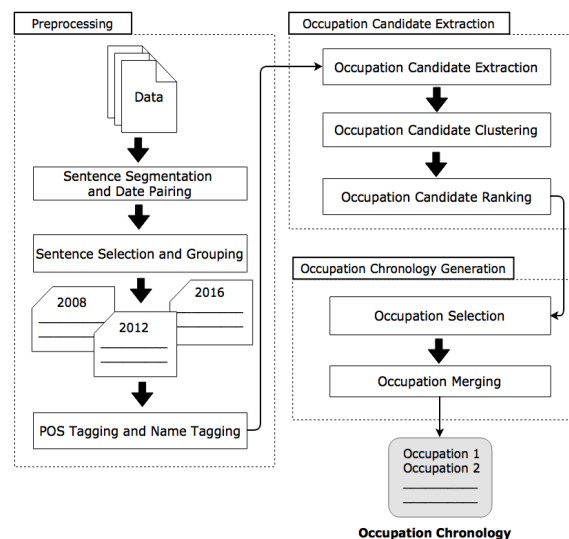 Preprocessing
Data
Sentence Segmentation
and Date Pairing
Sentence Selection and Grouping
2008
2012
2016
POS Tagging and Name Tagging
Occupation Candidate Extraction
Occupation Candidate Extraction
Occupation Candidate Clustering
Occupation Candidate Ranking
Occupation Chronology Generation
Occupation Selection
Occupation Merging
Occupation 1
Occupation 2
Occupation Chronology